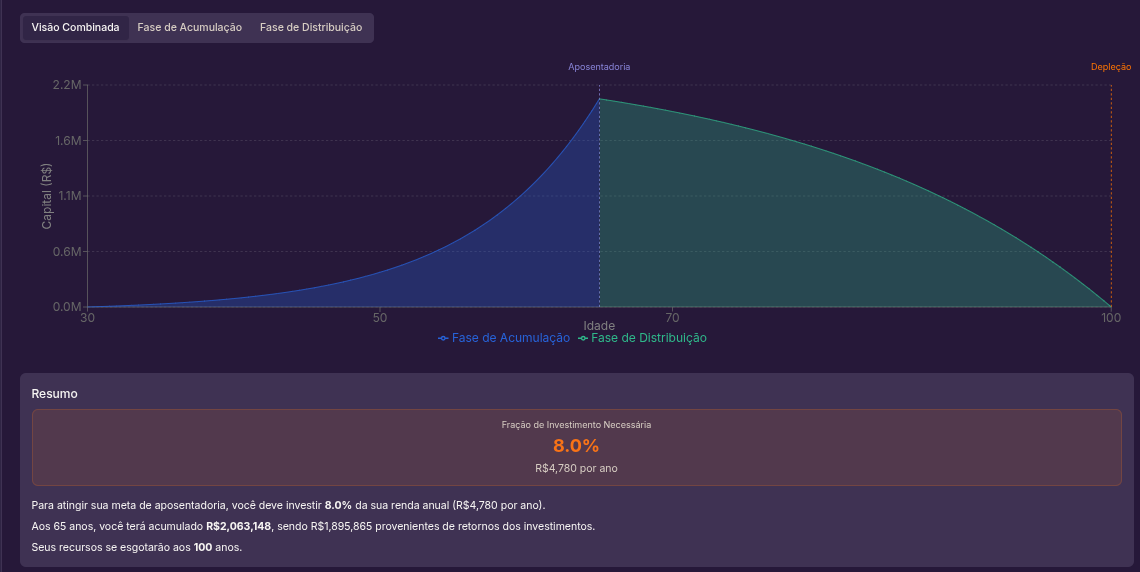 Visão Combinada Fase de Acumulação Fase de Distribuição
Aposentadoria Depleção
2.2M
1.6M
1.1M
0.6M
0.0M
Capital (R$)
30 50 70 100
Idade
Fase de Acumulação Fase de Distribuição
Resumo
Fração de Investimento Necessária
8.0%
R$4,780 por ano
Para atingir sua meta de aposentadoria, você deve investir 8.0% da sua renda anual (R$4,780 por ano).
Aos 65 anos, você terá acumulado R$2,063,148, sendo R$1,895,865 provenientes de retornos dos investimentos.
Seus recursos se esgotarão aos 100 anos.